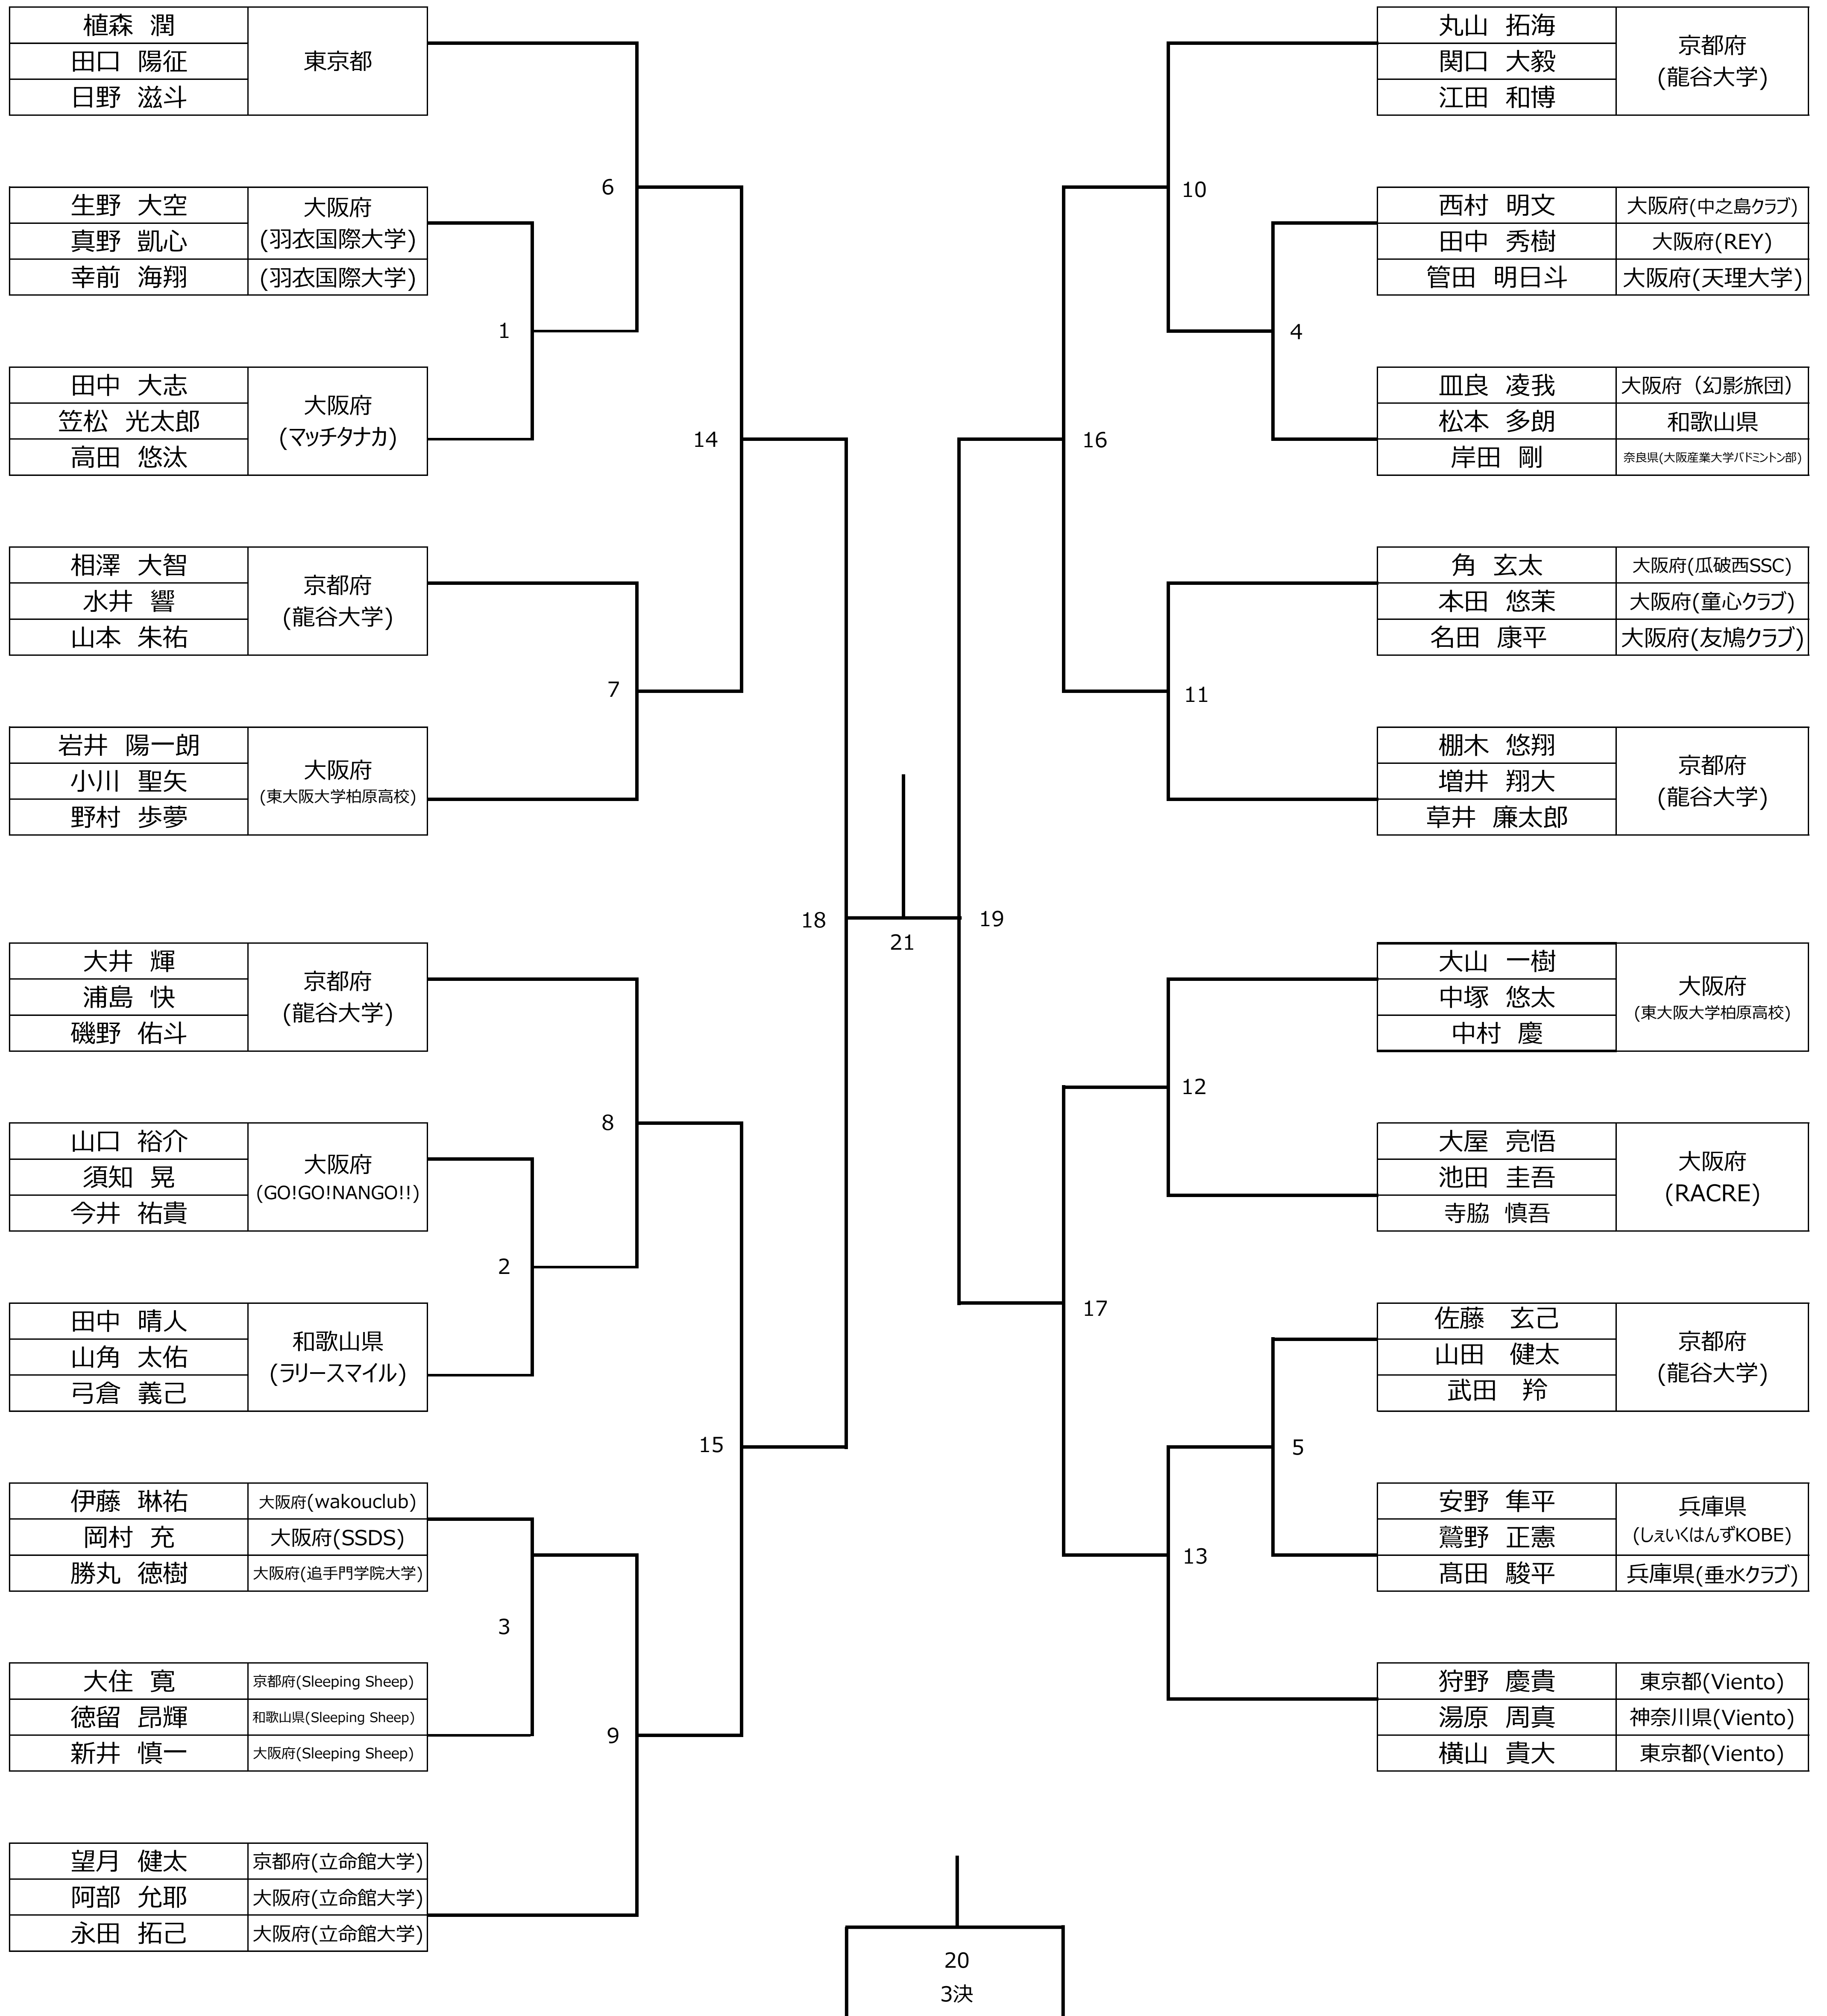 植森 潤
田口 陽征
日野 滋斗
東京都
生野 大空
真野 凱心
幸前 海翔
大阪府
(羽衣国際大学)
(羽衣国際大学)
田中 大志
笠松 光太郎
高田 悠汰
大阪府
(マッチタナカ)
相澤 大智
水井 響
山本 朱祐
京都府
(龍谷大学)
岩井 陽一朗
小川 聖矢
野村 歩夢
大阪府
(東大阪大学柏原高校)
大井 輝
浦島 快
磯野 佑斗
京都府
(龍谷大学)
山口 裕介
須知 晃
今井 祐貴
大阪府
(GO!GO!NANGO!!)
田中 晴人
山角 太佑
弓倉 義己
和歌山県
(ラリースマイル)
伊藤 琳祐 大阪府(wakouclub)
岡村 充 大阪府(SSDS)
勝丸 徳樹 大阪府(追手門学院大学)
大住 寛 京都府(Sleeping Sheep)
徳留 昂輝 和歌山県(Sleeping Sheep)
新井 慎一 大阪府(Sleeping Sheep)
望月 健太 京都府(立命館大学)
阿部 允耶 大阪府(立命館大学)
永田 拓己 大阪府(立命館大学)
1
2
3
6
7
8
9
14
15
18
21
19
16
17
10
11
12
13
4
5
丸山 拓海
関口 大毅
江田 和博
京都府
(龍谷大学)
西村 明文 大阪府(中之島クラブ)
田中 秀樹 大阪府(REY)
管田 明日斗 大阪府(天理大学)
皿良 凌我 大阪府（幻影旅団）
松本 多朗 和歌山県
岸田 剛 奈良県(大阪産業大学バドミントン部)
角 玄太 大阪府(瓜破西SSC)
本田 悠茉 大阪府(童心クラブ)
名田 康平 大阪府(友鳩クラブ)
棚木 悠翔
増井 翔大
草井 廉太郎
京都府
(龍谷大学)
大山 一樹
中塚 悠太
中村 慶
大阪府
(東大阪大学柏原高校)
大屋 亮悟
池田 圭吾
寺脇 慎吾
大阪府
(RACRE)
佐藤 玄己
山田 健太
武田 羚
京都府
(龍谷大学)
安野 隼平
鷲野 正憲
髙田 駿平
兵庫県
(しぇいくはんずKOBE)
兵庫県(垂水クラブ)
狩野 慶貴 東京都(Viento)
湯原 周真 神奈川県(Viento)
横山 貴大 東京都(Viento)
20
3決